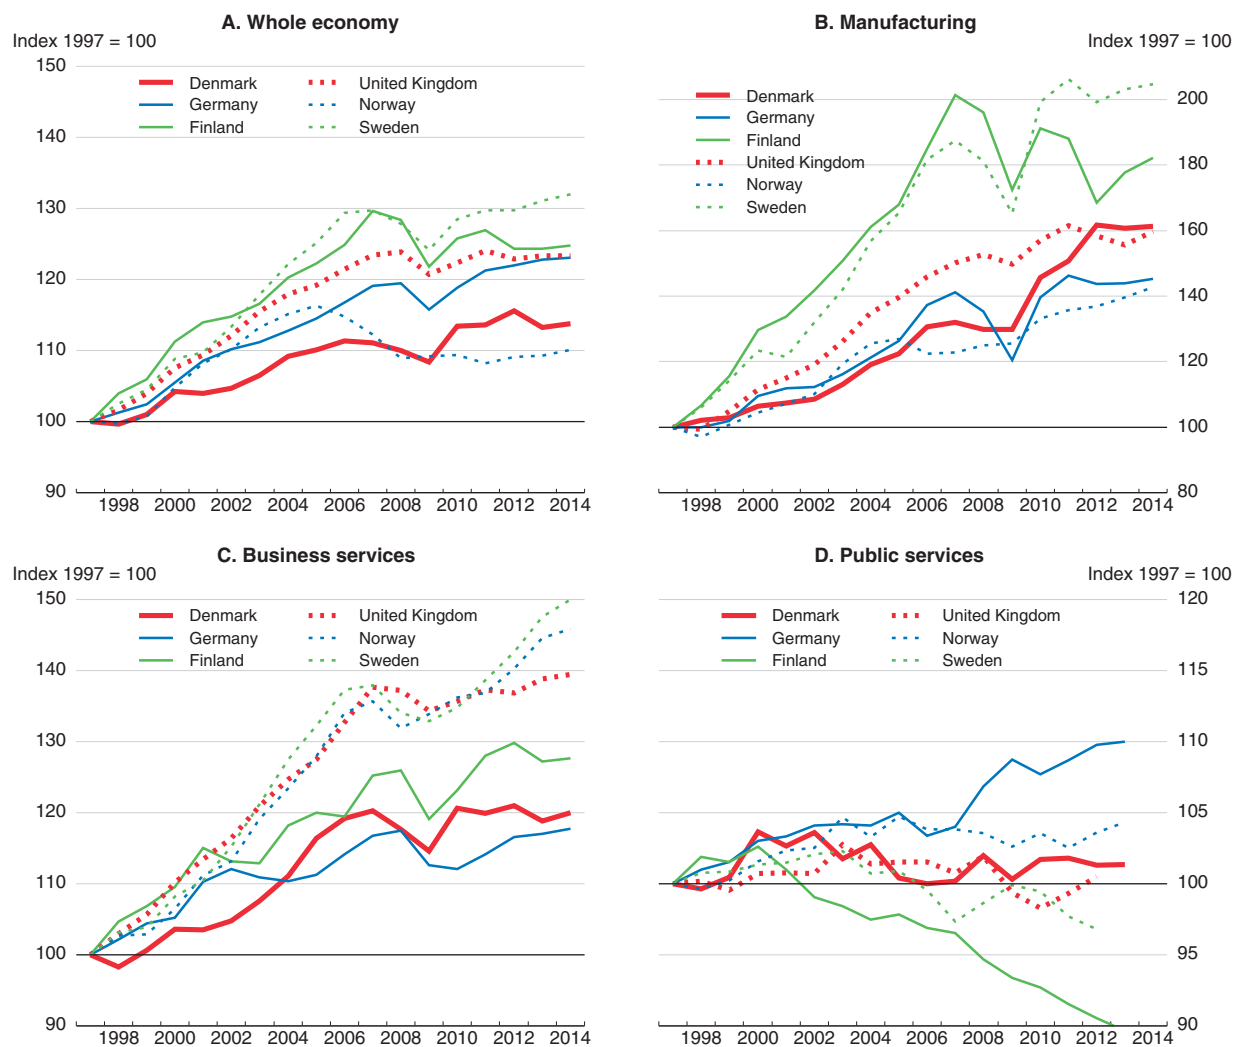 A. Whole economy
Index 1997 = 100
150
140
130
120
110
100
90
Denmark United Kingdom
Germany Norway
Finland Sweden
1998 2000 2002 2004 2006 2008 2010 2012 2014
B. Manufacturing
Index 1997 = 100
200
180
160
140
120
100
80
Denmark
Germany
Finland
United Kingdom
Norway
Sweden
1998 2000 2002 2004 2006 2008 2010 2012 2014
C. Business services
Index 1997 = 100
150
140
130
120
110
100
90
Denmark United Kingdom
Germany Norway
Finland Sweden
1998 2000 2002 2004 2006 2008 2010 2012 2014
D. Public services
Index 1997 = 100
120
115
110
105
100
95
90
Denmark United Kingdom
Germany Norway
Finland Sweden
1998 2000 2002 2004 2006 2008 2010 2012 2014